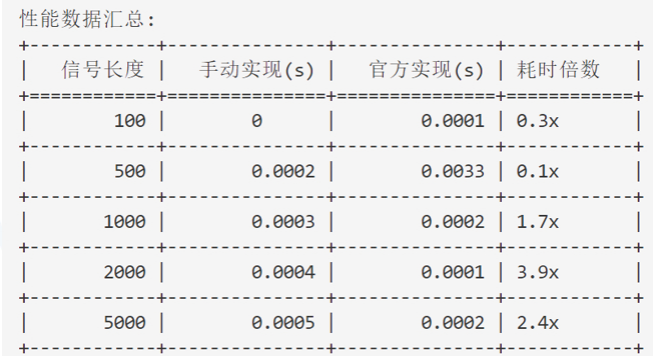 性能数据汇总:
+------------+---------------+---------------+------------+
|   信号长度 |   手动实现(s) |   官方实现(s) | 耗时倍数   |
+============+===============+===============+============+
|        100 |        0      |        0.0001 | 0.3x       |
+------------+---------------+---------------+------------+
|        500 |        0.0002 |        0.0033 | 0.1x       |
+------------+---------------+---------------+------------+
|       1000 |        0.0003 |        0.0002 | 1.7x       |
+------------+---------------+---------------+------------+
|       2000 |        0.0004 |        0.0001 | 3.9x       |
+------------+---------------+---------------+------------+
|       5000 |        0.0005 |        0.0002 | 2.4x       |
+------------+---------------+---------------+------------+